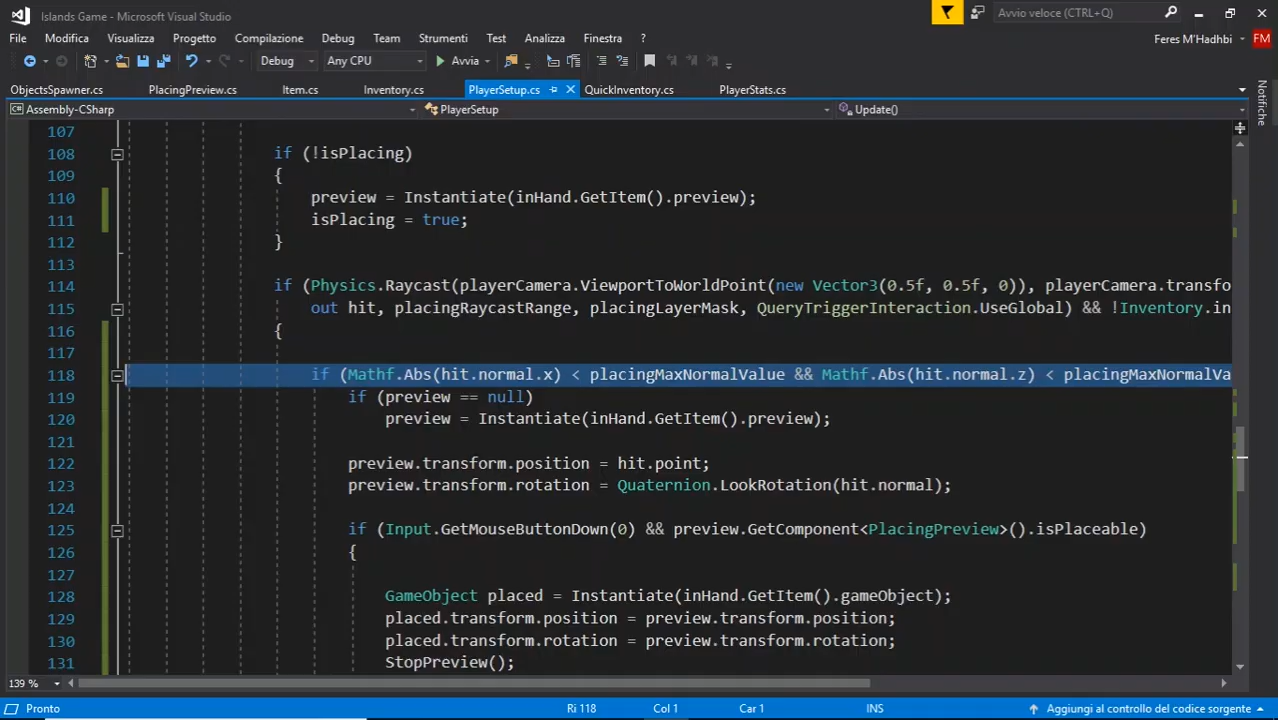 Islands Game - Microsoft Visual Studio
Avvio veloce (CTRL+Q)
File Modifica Visualizza Progetto Compilazione Debug Team Strumenti Test Analizza Finestra ?
Feres M'Hadhbi FM
Debug Any CPU Avvia
ObjectsSpawner.cs PlacingPreview.cs Item.cs Inventory.cs PlayerSetup.cs QuickInventory.cs PlayerStats.cs
Notifiche
Assembly-CSharp PlayerSetup Update()
107
108 if (!isPlacing)
109 {
110 preview = Instantiate(inHand.GetItem().preview);
111 isPlacing = true;
112 }
113
114 if (Physics.Raycast(playerCamera.ViewportToWorldPoint(new Vector3(0.5f, 0.5f, 0)), playerCamera.transfo
115 out hit, placingRaycastRange, placingLayerMask, QueryTriggerInteraction.UseGlobal) && !Inventory.in
116 {
117
118 if (Mathf.Abs(hit.normal.x) < placingMaxNormalValue && Mathf.Abs(hit.normal.z) < placingMaxNormalVa
119 if (preview == null)
120 preview = Instantiate(inHand.GetItem().preview);
121
122 preview.transform.position = hit.point;
123 preview.transform.rotation = Quaternion.LookRotation(hit.normal);
124
125 if (Input.GetMouseButtonDown(0) && preview.GetComponent<PlacingPreview>().isPlaceable)
126 {
127
128 GameObject placed = Instantiate(inHand.GetItem().gameObject);
129 placed.transform.position = preview.transform.position;
130 placed.transform.rotation = preview.transform.rotation;
131 StopPreview();
139 %
Pronto Ri 118 Col 1 Car 1 INS Aggiungi al controllo del codice sorgente